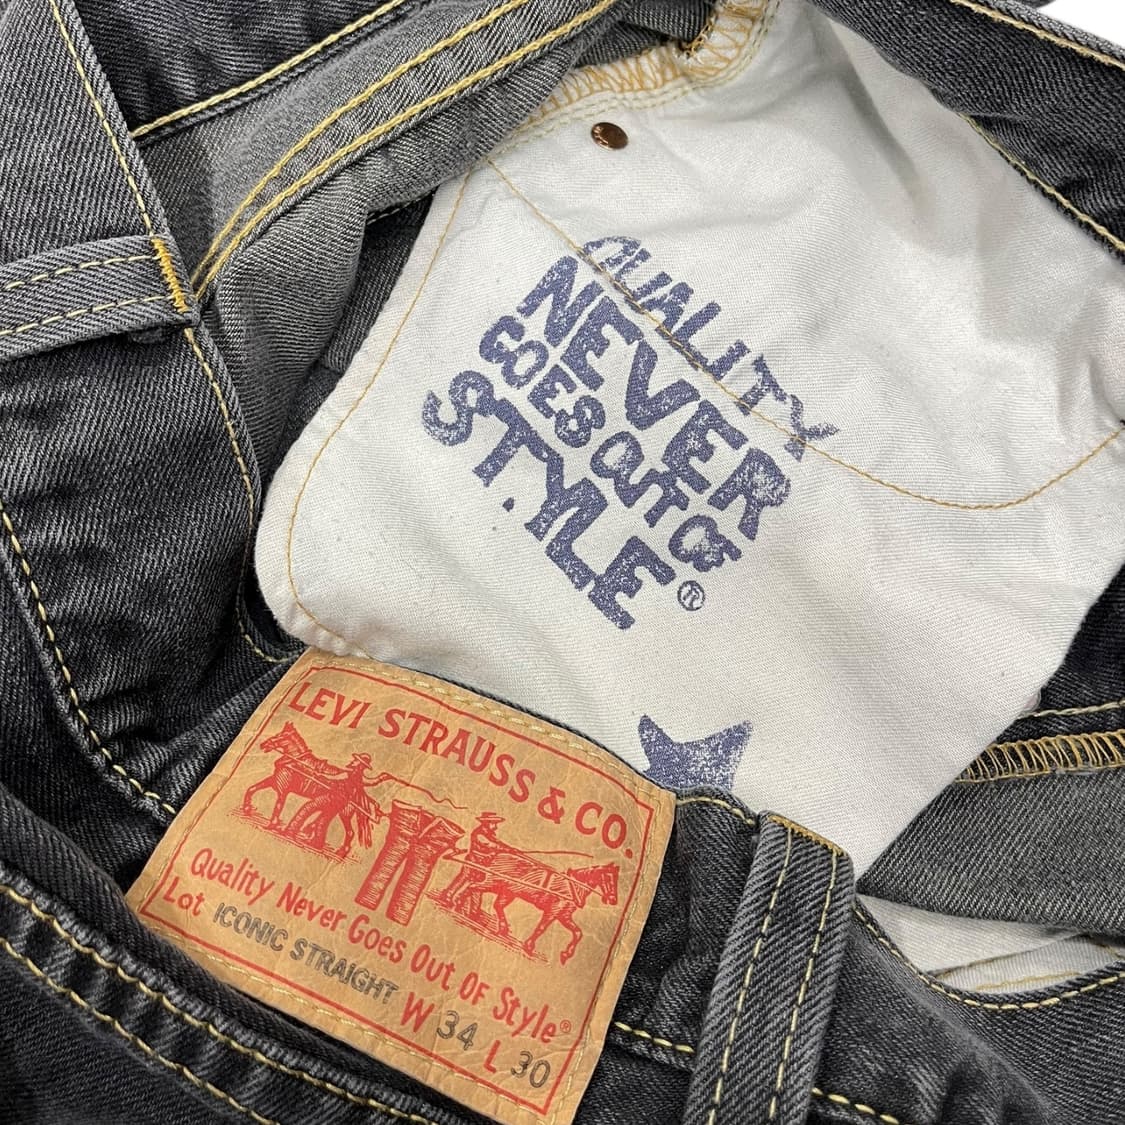 QUALITY
NEVER
GOES OUT OF
STYLE®
LEVI STRAUSS & CO.
Quality Never Goes Out Of Style®
Lot ICONIC STRAIGHT W 34 L 30